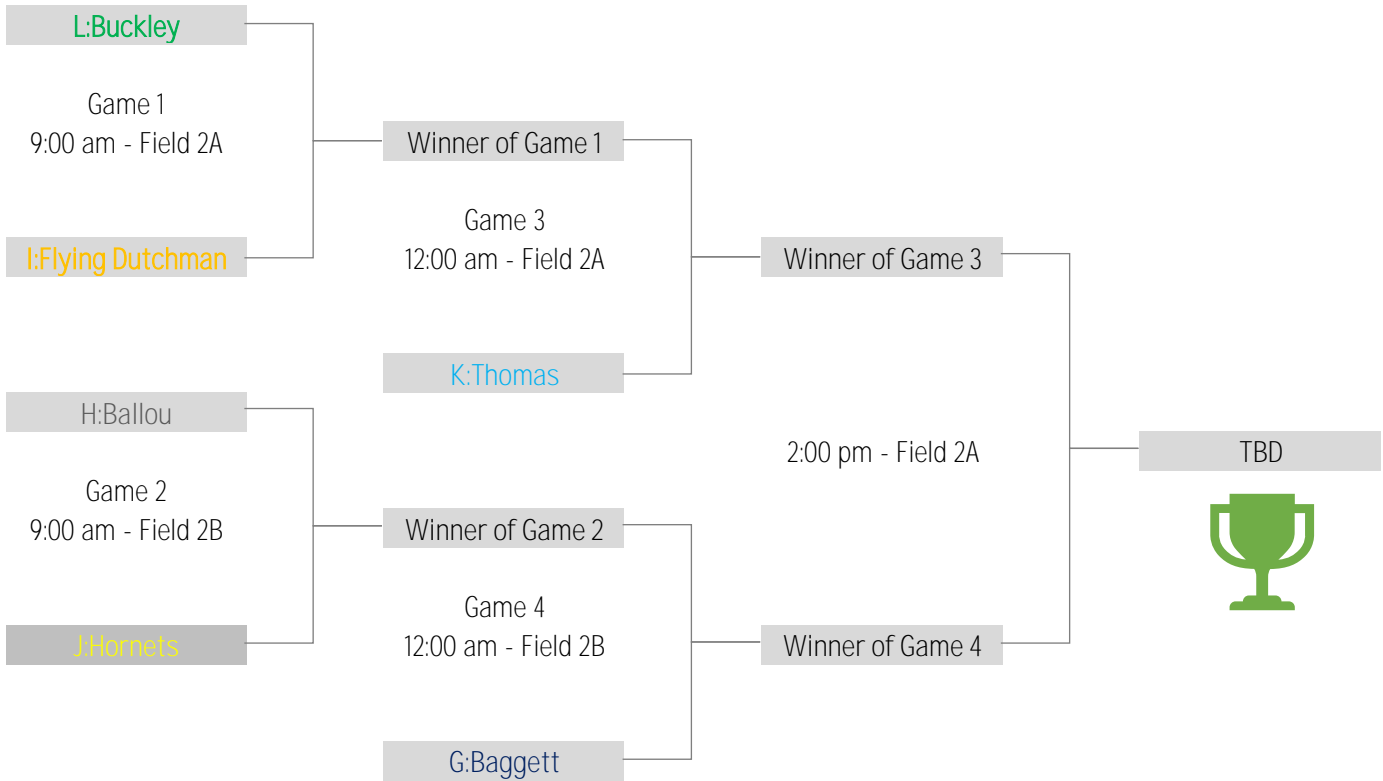 L:Buckley
Game 1
9:00 am - Field 2A
I:Flying Dutchman
H:Ballou
Game 2
9:00 am - Field 2B
J:Hornets
Winner of Game 1
Game 3
12:00 am - Field 2A
K:Thomas
Winner of Game 2
Game 4
12:00 am - Field 2B
G:Baggett
Winner of Game 3
2:00 pm - Field 2A
Winner of Game 4
TBD